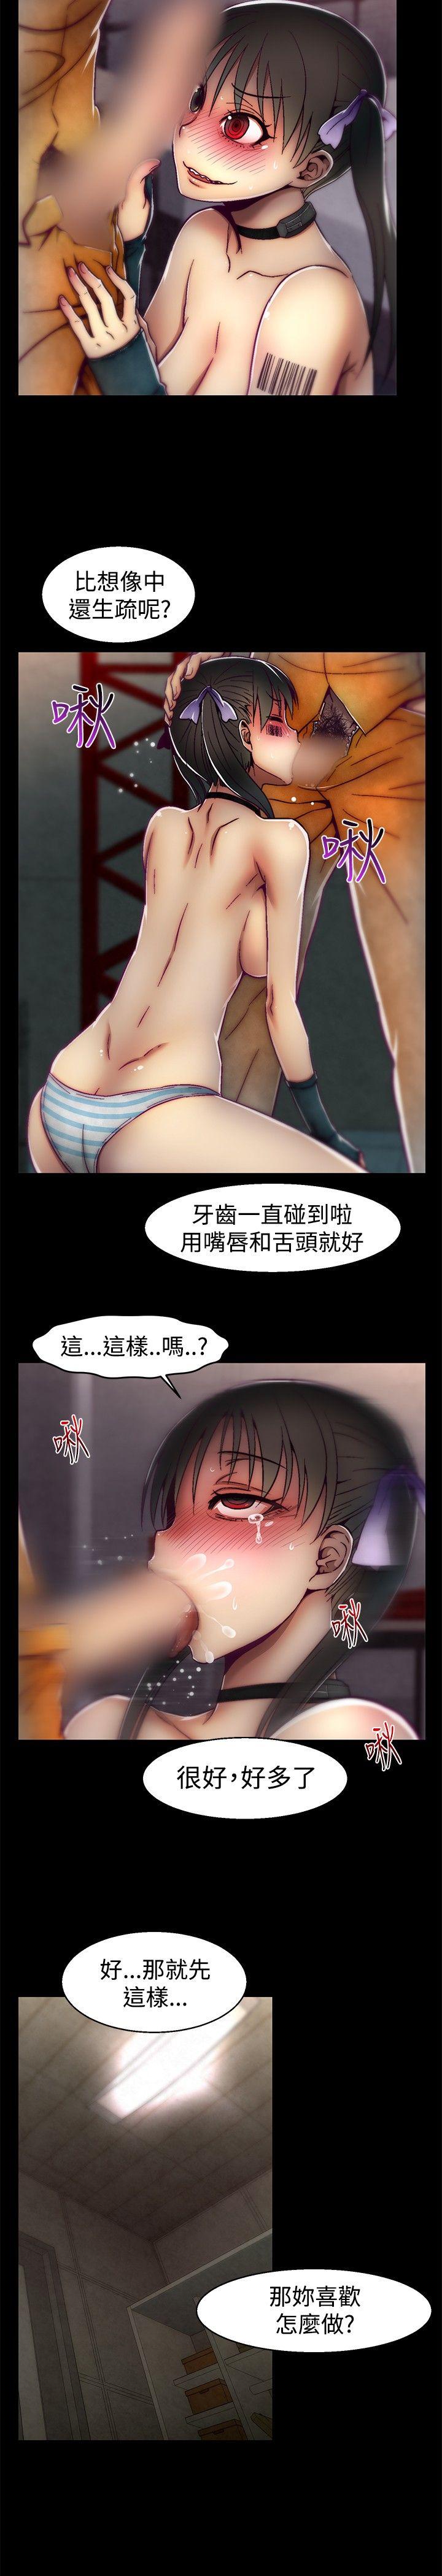 比想像中
還生疏呢?
啾
啾
牙齒一直碰到啦
用嘴唇和舌頭就好
這...這樣..嗎..?
啾
啾
啾
很好，好多了
好...那就先
這樣...
那妳喜歡
怎麼做?